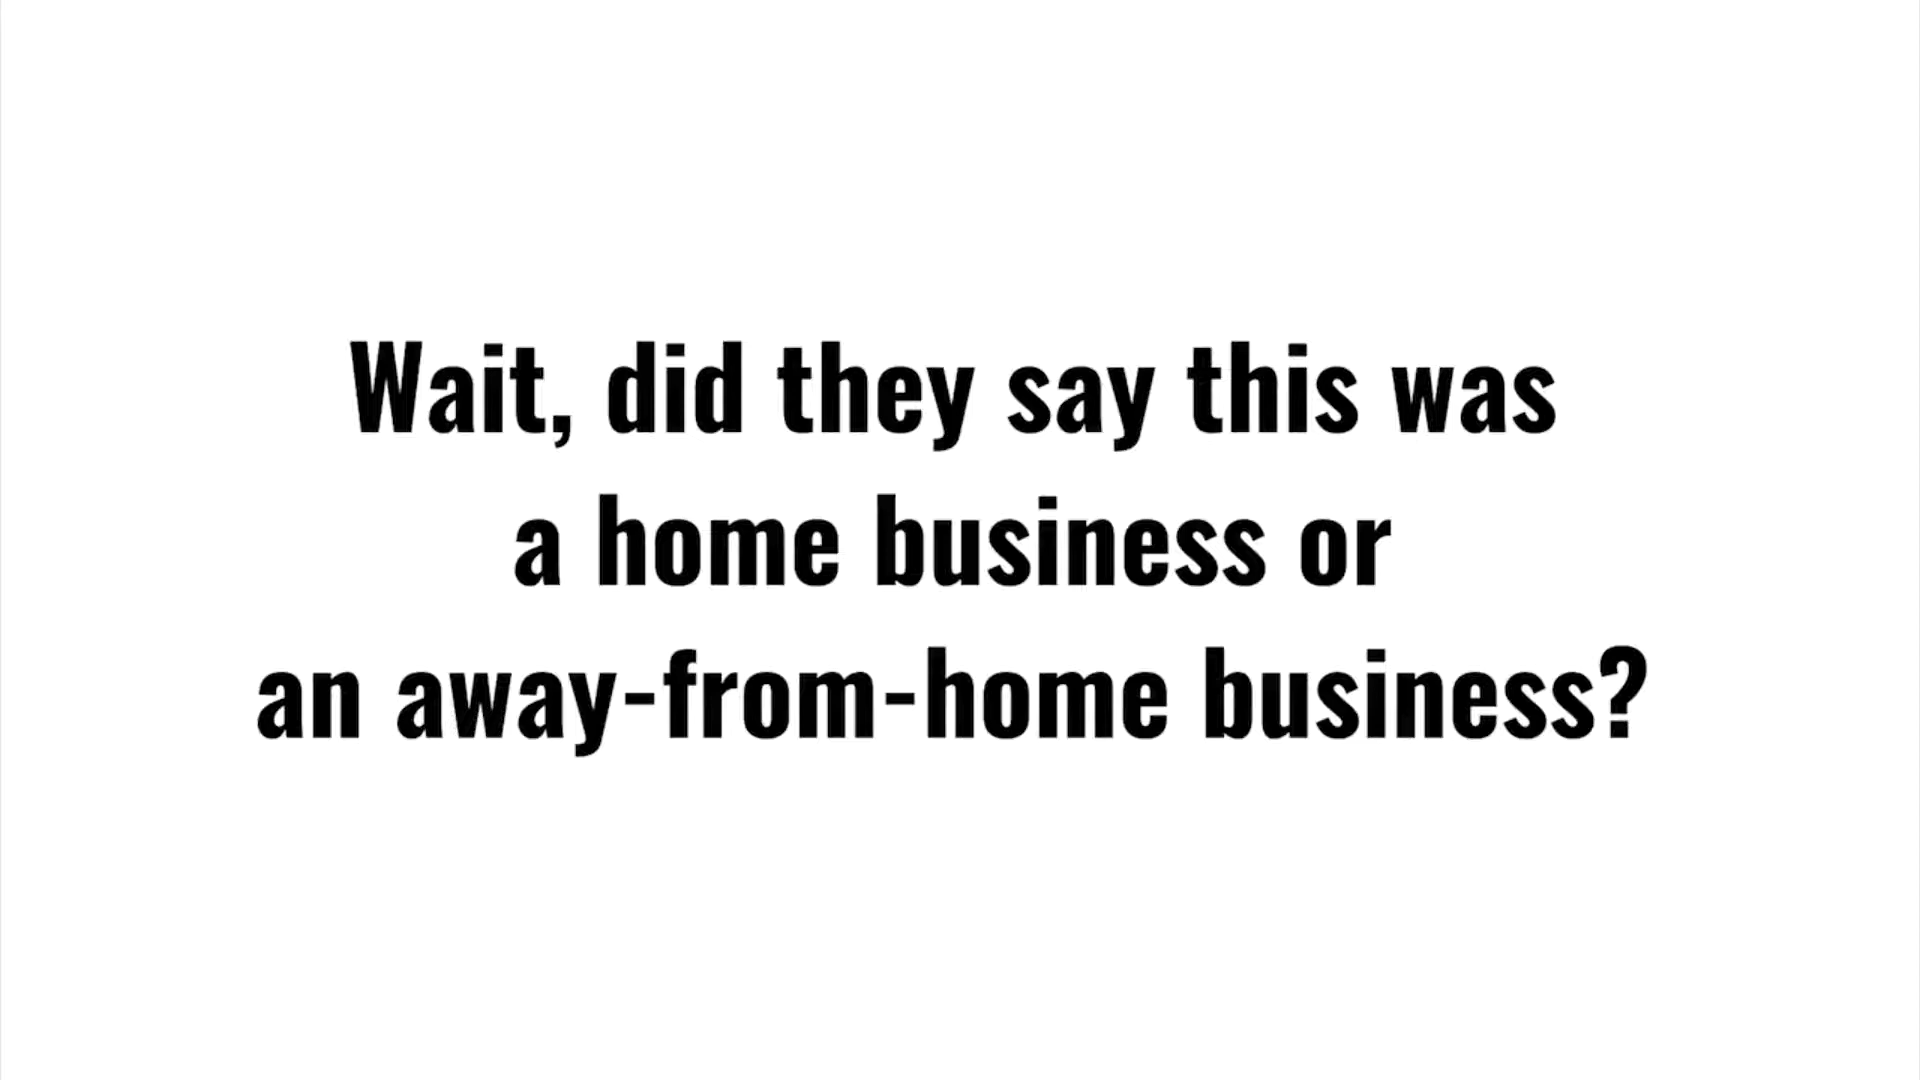 Wait, did they say this was
a home business or
an away-from-home business?